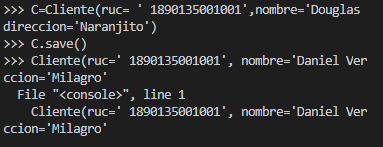 >>> C=Cliente(ruc= ' 1890135001001',nombre='Douglas
direccion='Naranjito')
>>> C.save()
>>> Cliente(ruc=' 1890135001001', nombre='Daniel Ver
ccion='Milagro'
  File "<console>", line 1
    Cliente(ruc=' 1890135001001', nombre='Daniel Ver
ccion='Milagro'